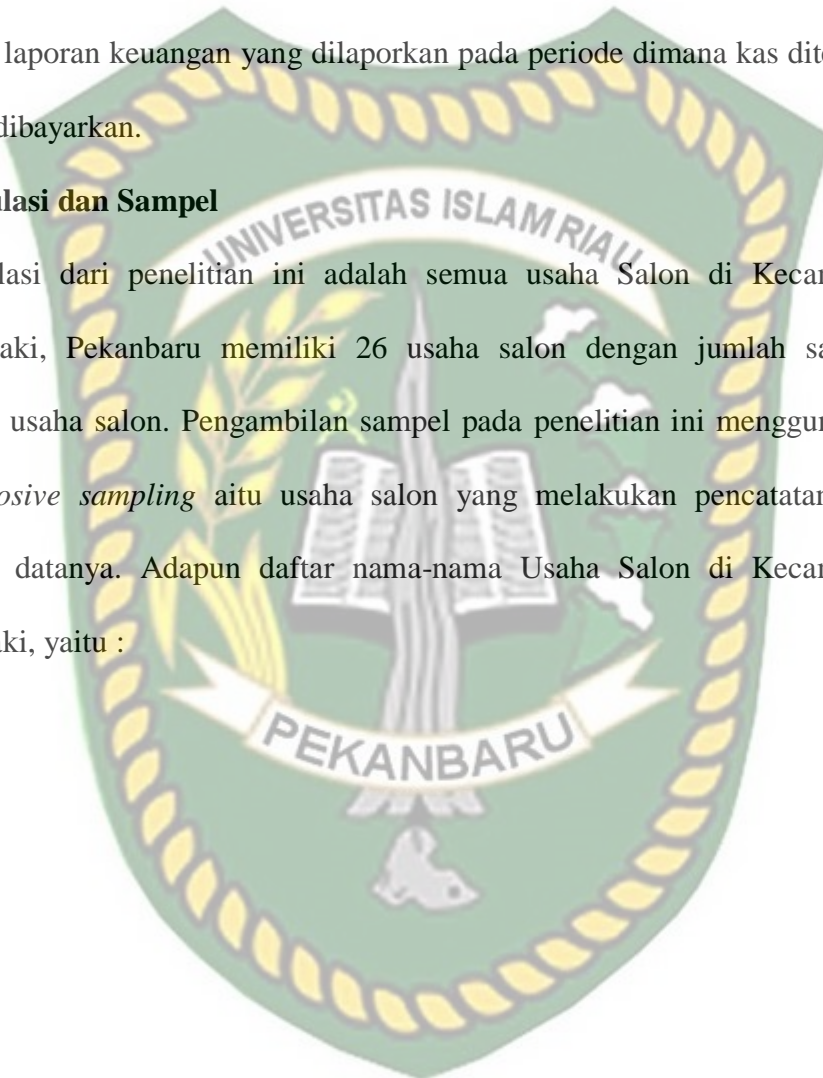 laporan keuangan yang dilaporkan pada periode dimana kas dite
dibayarkan.
ulasi dan Sampel
UNIVERSITAS ISLAM RIAU
lasi dari penelitian ini adalah semua usaha Salon di Kecan
aki, Pekanbaru memiliki 26 usaha salon dengan jumlah sa
usaha salon. Pengambilan sampel pada penelitian ini menggun
osive sampling aitu usaha salon yang melakukan pencatatan
datanya. Adapun daftar nama-nama Usaha Salon di Kecan
aki, yaitu :
PEKANBARU